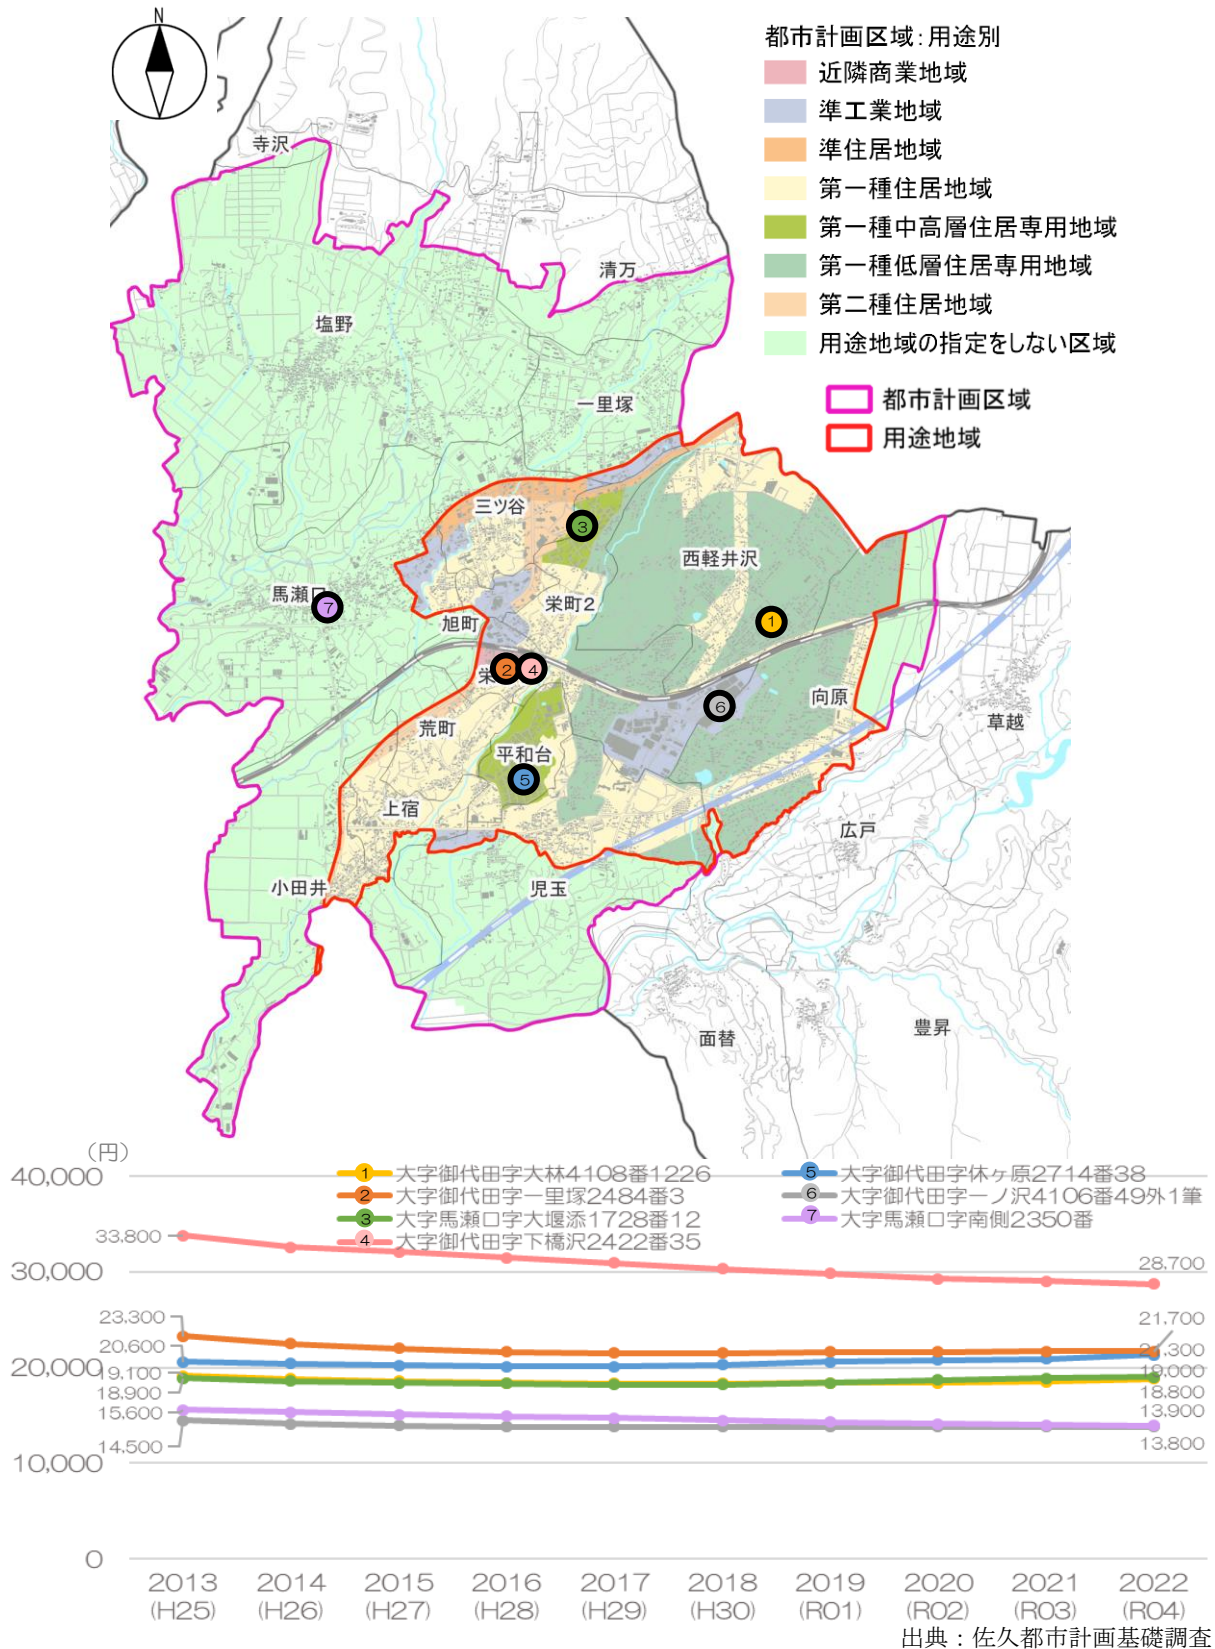 N
都市計画区域：用途別
近隣商業地域
準工業地域
準住居地域
第一種住居地域
第一種中高層住居専用地域
第一種低層住居専用地域
第二種住居地域
用途地域の指定をしない区域
都市計画区域
用途地域
寺沢
清万
塩野
一里塚
三ツ谷
3
西軽井沢
馬瀬口
7
栄町2
旭町
1
2
4
栄
6
向原
荒町
草越
平和台
5
上宿
広戸
小田井
児玉
面替
豊昇
（円）
1 大字御代田字大林4108番1226
2 大字御代田字一里塚2484番3
3 大字馬瀬口字大堰添1728番12
4 大字御代田字下橋沢2422番35
5 大字御代田字休ヶ原2714番38
6 大字御代田字一ノ沢4106番49外1筆
7 大字馬瀬口字南側2350番
40,000
33,800
30,000
28,700
23,300
21,700
20,600
21,300
20,000
19,100
19,000
18,900
18,800
15,600
13,900
14,500
13,800
10,000
0
2013 2014 2015 2016 2017 2018 2019 2020 2021 2022
(H25) (H26) (H27) (H28) (H29) (H30) (R01) (R02) (R03) (R04)
出典：佐久都市計画基礎調査